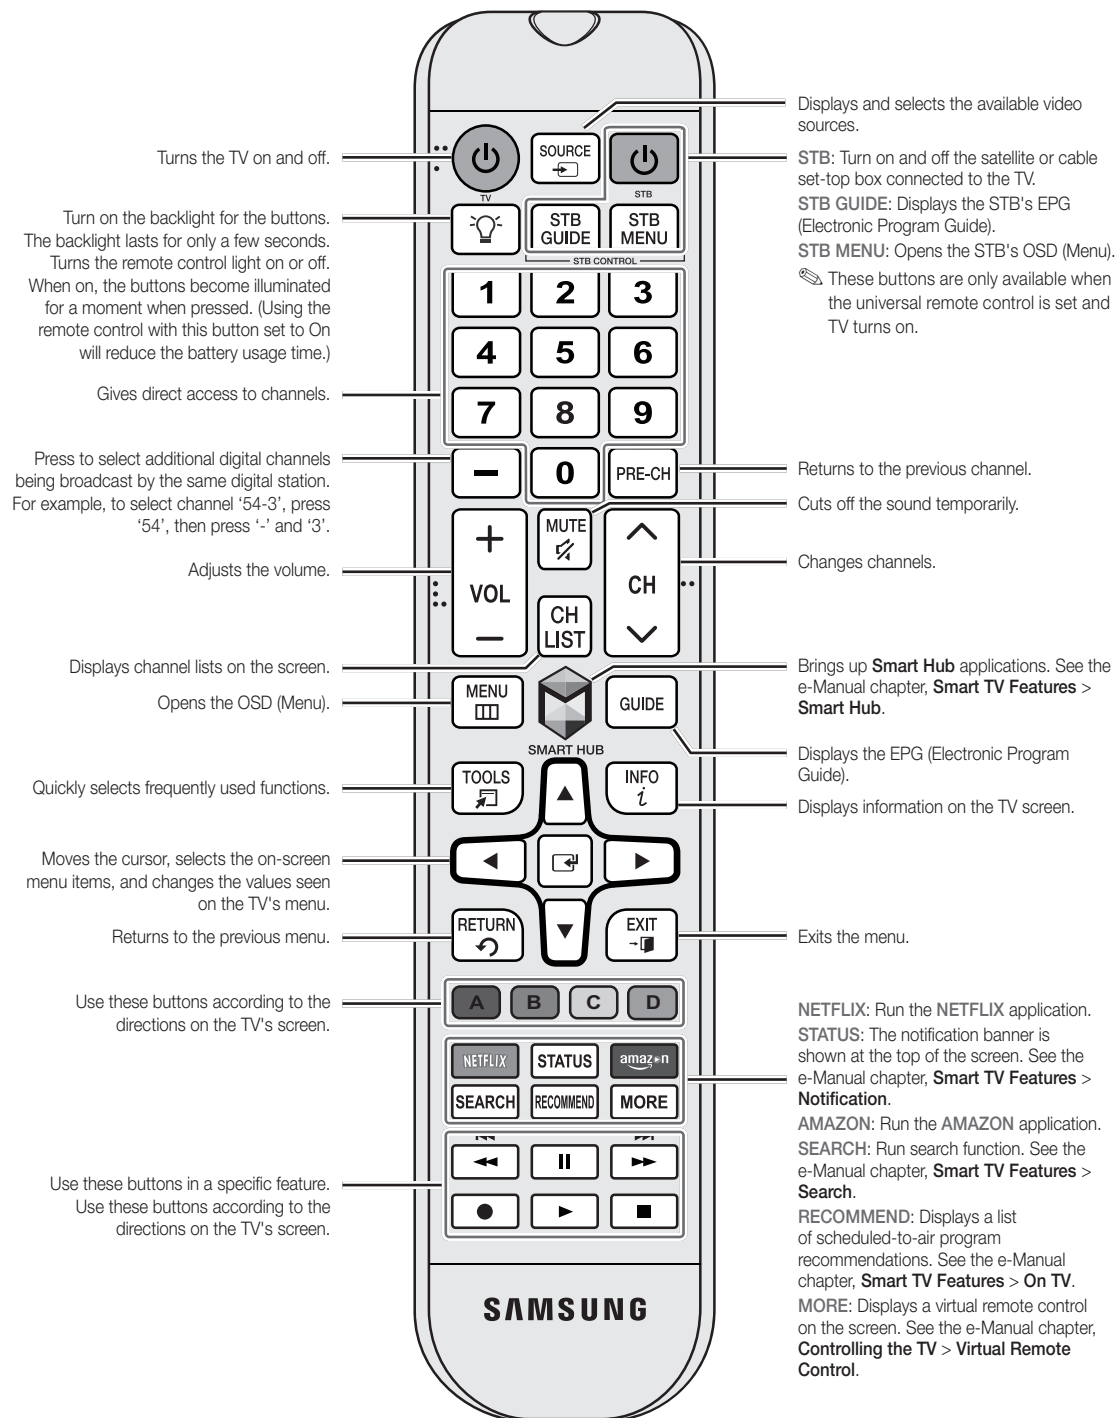 Turns the TV on and off.
Turn on the backlight for the buttons.
The backlight lasts for only a few seconds.
Turns the remote control light on or off.
When on, the buttons become illuminated
for a moment when pressed. (Using the
remote control with this button set to On
will reduce the battery usage time.)
Gives direct access to channels.
Press to select additional digital channels
being broadcast by the same digital station.
For example, to select channel ‘54-3’, press
‘54’, then press ‘-’ and ‘3’.
Adjusts the volume.
Displays channel lists on the screen.
Opens the OSD (Menu).
Quickly selects frequently used functions.
Moves the cursor, selects the on-screen
menu items, and changes the values seen
on the TV's menu.
Returns to the previous menu.
Use these buttons according to the
directions on the TV's screen.
Use these buttons in a specific feature.
Use these buttons according to the
directions on the TV's screen.
SOURCE
TV
STB
STB
GUIDE
STB
MENU
STB CONTROL
1 2 3
4 5 6
7 8 9
− 0 PRE-CH
+
VOL
−
MUTE
CH
LIST
CH
MENU
SMART HUB
GUIDE
TOOLS
INFO
i
RETURN
EXIT
A B C D
NETFLIX STATUS amazon
SEARCH RECOMMEND MORE
SAMSUNG
Displays and selects the available video
sources.
STB: Turn on and off the satellite or cable
set-top box connected to the TV.
STB GUIDE: Displays the STB's EPG
(Electronic Program Guide).
STB MENU: Opens the STB's OSD (Menu).
These buttons are only available when
the universal remote control is set and
TV turns on.
Returns to the previous channel.
Cuts off the sound temporarily.
Changes channels.
Brings up Smart Hub applications. See the
e-Manual chapter, Smart TV Features >
Smart Hub.
Displays the EPG (Electronic Program
Guide).
Displays information on the TV screen.
Exits the menu.
NETFLIX: Run the NETFLIX application.
STATUS: The notification banner is
shown at the top of the screen. See the
e-Manual chapter, Smart TV Features >
Notification.
AMAZON: Run the AMAZON application.
SEARCH: Run search function. See the
e-Manual chapter, Smart TV Features >
Search.
RECOMMEND: Displays a list
of scheduled-to-air program
recommendations. See the e-Manual
chapter, Smart TV Features > On TV.
MORE: Displays a virtual remote control
on the screen. See the e-Manual chapter,
Controlling the TV > Virtual Remote
Control.